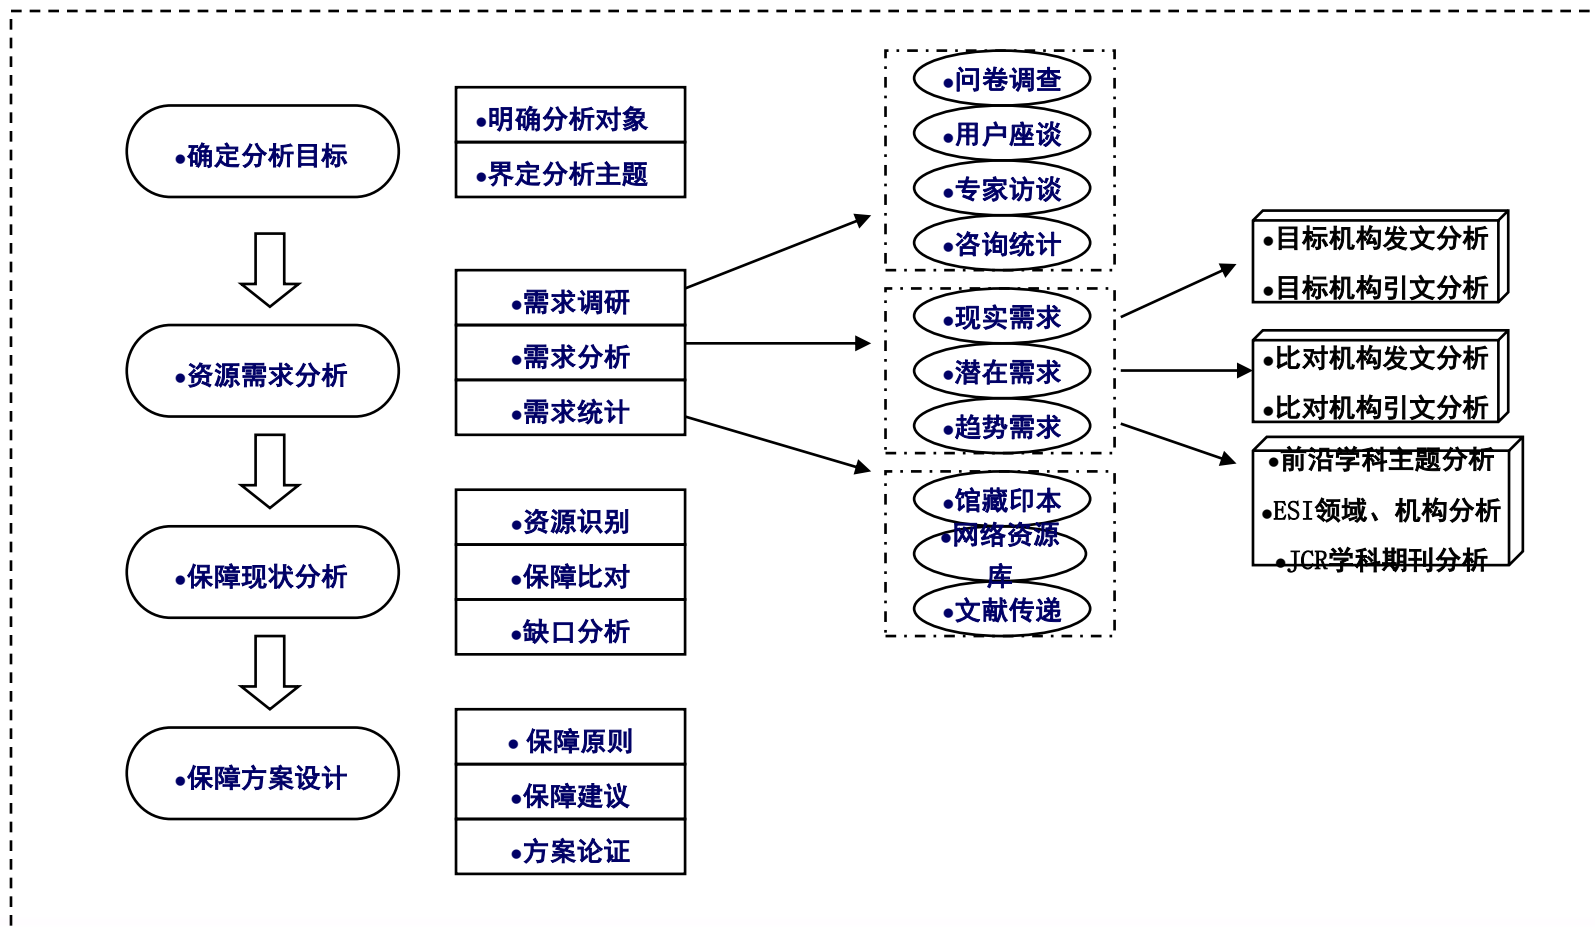 ●确定分析目标
●资源需求分析
●保障现状分析
●保障方案设计
●明确分析对象
●界定分析主题
●需求调研
●需求分析
●需求统计
●资源识别
●保障比对
●缺口分析
● 保障原则
●保障建议
●方案论证
●问卷调查
●用户座谈
●专家访谈
●咨询统计
●现实需求
●潜在需求
●趋势需求
●馆藏印本
●网络资源
库
●文献传递
●目标机构发文分析
●目标机构引文分析
●比对机构发文分析
●比对机构引文分析
●前沿学科主题分析
●ESI领域、机构分析
●JCR学科期刊分析